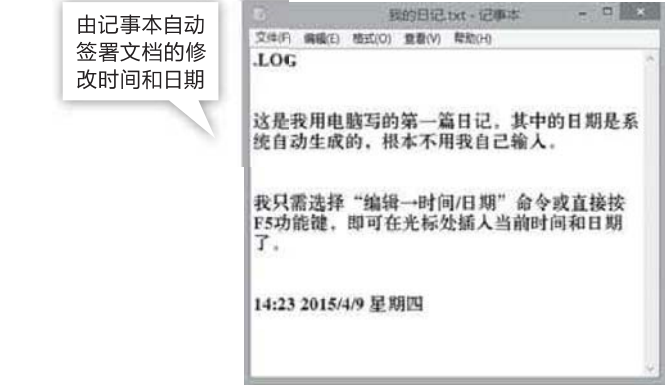 由记事本自动
签署文档的修
改时间和日期
我的日记.txt - 记事本
文件(F) 编辑(E) 格式(O) 查看(V) 帮助(H)
.LOG
这是我用电脑写的第一篇日记，其中的日期是系
统自动生成的，根本不用我自己输入。
我只需选择“编辑→时间/日期”命令或直接按
F5功能键，即可在光标处插入当前时间和日期
了。
14:23 2015/4/9 星期四